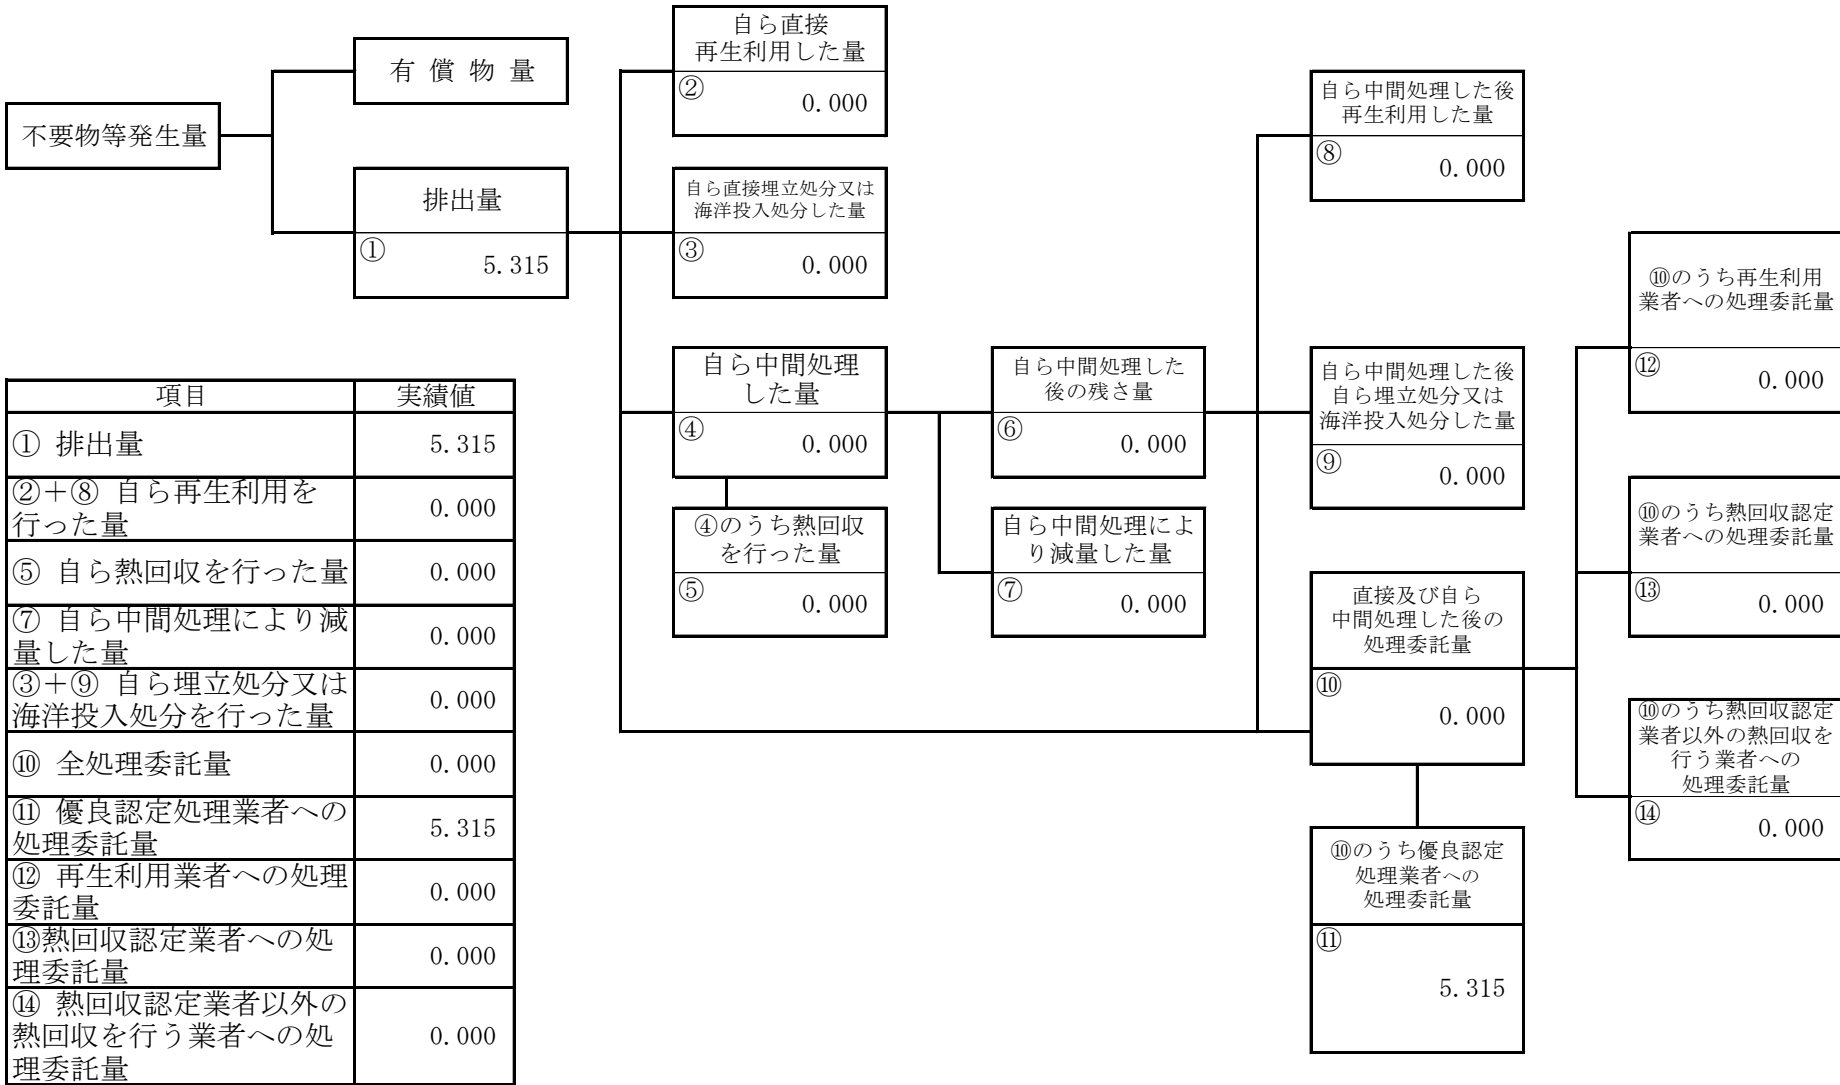 自ら直接
再生利用した量
②
0.000
有 償 物 量
不要物等発生量
排出量
①
5.315
自ら直接埋立処分又は
海洋投入処分した量
③
0.000
自ら中間処理した後
再生利用した量
⑧
0.000
自ら中間処理
した量
④
0.000
自ら中間処理した
後の残さ量
⑥
0.000
自ら中間処理した後
自ら埋立処分又は
海洋投入処分した量
⑨
0.000
④のうち熱回収
を行った量
⑤
0.000
自ら中間処理によ
り減量した量
⑦
0.000
直接及び自ら
中間処理した後の
処理委託量
⑩
0.000
⑩のうち再生利用
業者への処理委託量
⑫
0.000
⑩のうち熱回収認定
業者への処理委託量
⑬
0.000
⑩のうち熱回収認定
業者以外の熱回収を
行う業者への
処理委託量
⑭
0.000
⑩のうち優良認定
処理業者への
処理委託量
⑪
5.315
項目 実績値
① 排出量 5.315
②＋⑧ 自ら再生利用を
行った量 0.000
⑤ 自ら熱回収を行った量 0.000
⑦ 自ら中間処理により減
量した量 0.000
③＋⑨ 自ら埋立処分又は
海洋投入処分を行った量 0.000
⑩ 全処理委託量 0.000
⑪ 優良認定処理業者への
処理委託量 5.315
⑫ 再生利用業者への処理
委託量 0.000
⑬熱回収認定業者への処
理委託量 0.000
⑭ 熱回収認定業者以外の
熱回収を行う業者への処
理委託量 0.000